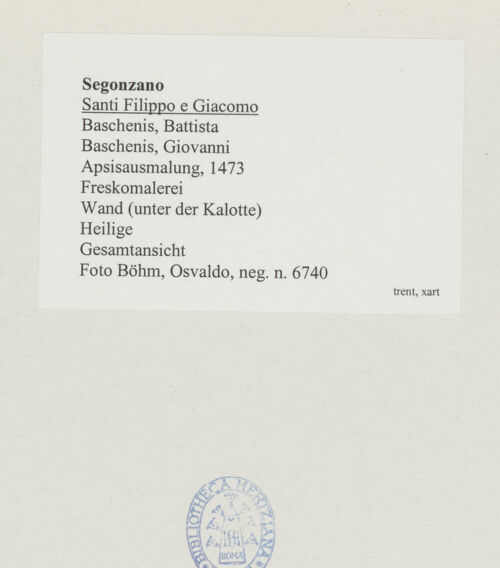 Segonzano
Santi Filippo e Giacomo
Baschenis, Battista
Baschenis, Giovanni
Apsisausmalung, 1473
Freskomalerei
Wand (unter der Kalotte)
Heilige
Gesamtansicht
Foto Böhm, Osvaldo, neg. n. 6740
trent, xart
BIBLIOTHECA HERTZIANA
ROMA